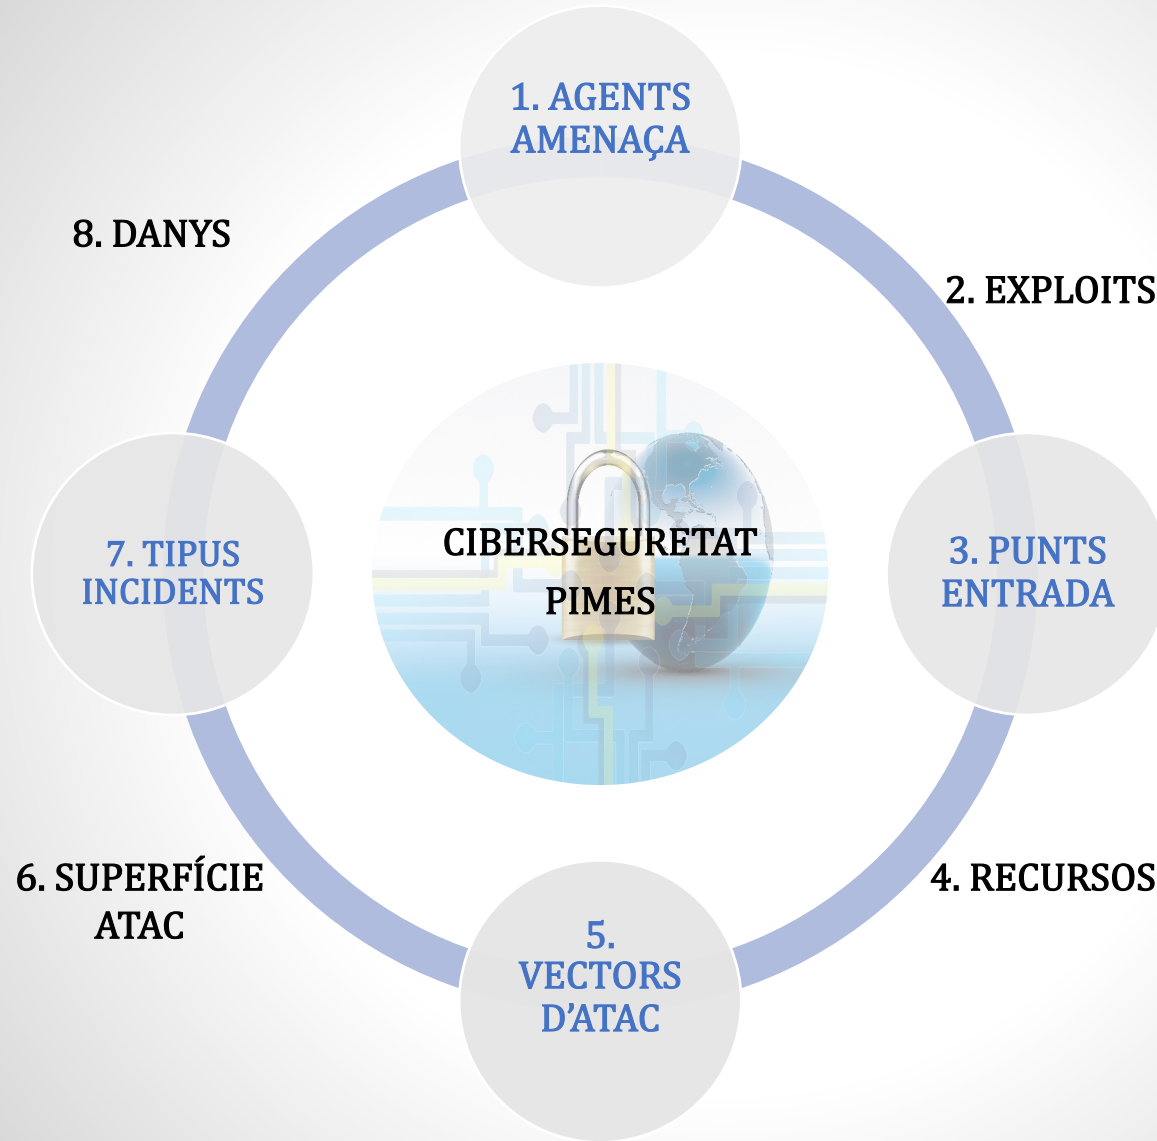 1. AGENTS
AMENAÇA
2. EXPLOITS
3. PUNTS
ENTRADA
4. RECURSOS
5.
VECTORS
D’ATAC
6. SUPERFÍCIE
ATAC
7. TIPUS
INCIDENTS
8. DANYS
CIBERSEGURETAT
PIMES